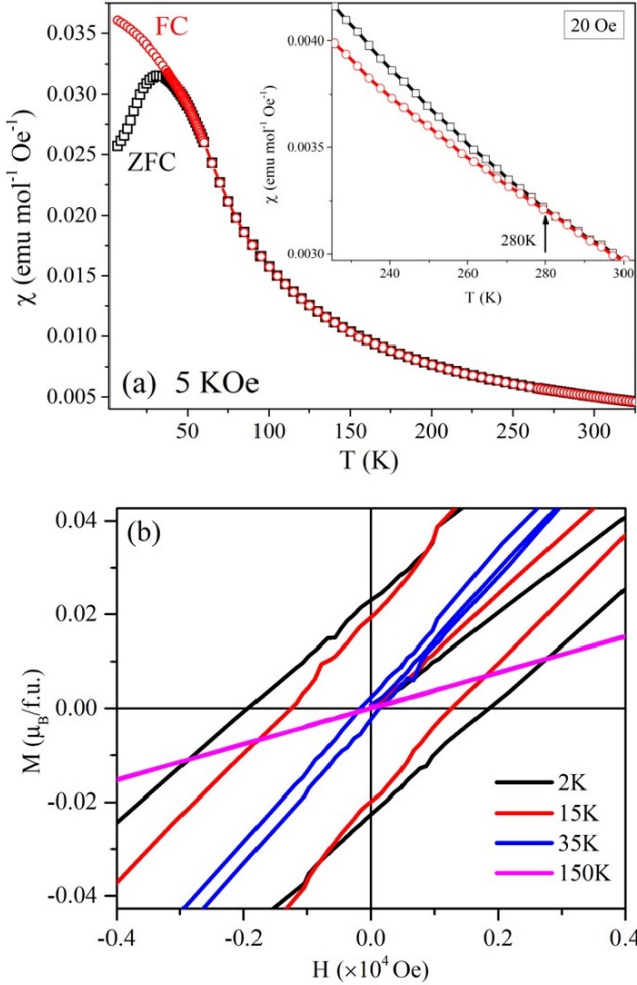 0.035
0.030
0.025
0.020
0.015
0.010
0.005
χ (emu mol⁻¹ Oe⁻¹)
FC
ZFC
(a) 5 KOe
50 100 150 200 250 300
T (K)
20 Oe
0.0040
0.0035
0.0030
χ (emu mol⁻¹ Oe⁻¹)
280K
240 260 280 300
T (K)
(b)
0.04
0.02
0.00
-0.02
-0.04
M (μB/f.u.)
2K
15K
35K
150K
-0.4 -0.2 0.0 0.2 0.4
H (×10⁴ Oe)